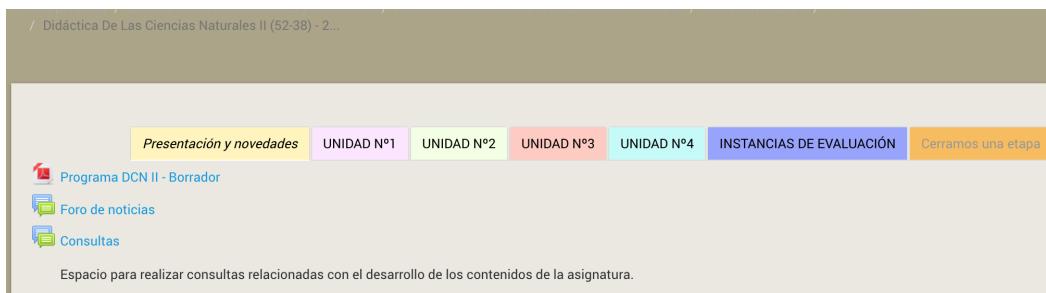 / Didáctica De Las Ciencias Naturales II (52-38) - 2...
Presentación y novedades UNIDAD Nº1 UNIDAD Nº2 UNIDAD Nº3 UNIDAD Nº4 INSTANCIAS DE EVALUACIÓN Cerramos una etapa
Programa DCN II - Borrador
Foro de noticias
Consultas
Espacio para realizar consultas relacionadas con el desarrollo de los contenidos de la asignatura.